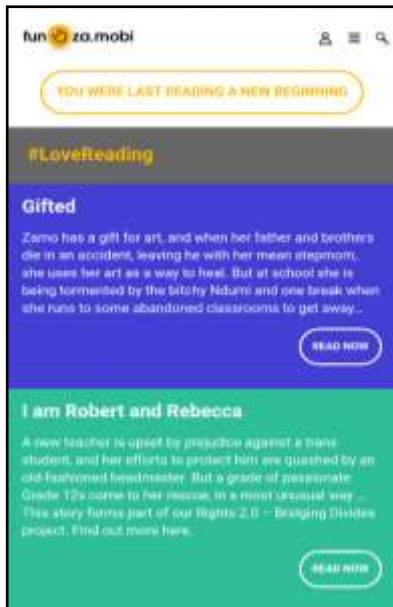 fun za.mobi
YOU WERE LAST READING A NEW BEGINNING
#LoveReading
Gifted
Zamo has a gift for art, and when her father and brothers
die in an accident, leaving he with her mean stepmom,
she uses her art as a way to heal. But at school she is
being tormented by the bitchy Ndumi and one break when
she runs to some abandoned classrooms to get away...
READ NOW
I am Robert and Rebecca
A new teacher is upset by prejudice against a trans
student, and her efforts to protect him are quashed by an
old-fashioned headmaster. But a grade of passionate
Grade 12s come to her rescue, in a most unusual way ...
This story forms part of our Rights 2.0 – Bridging Divides
project. Find out more here.
READ NOW